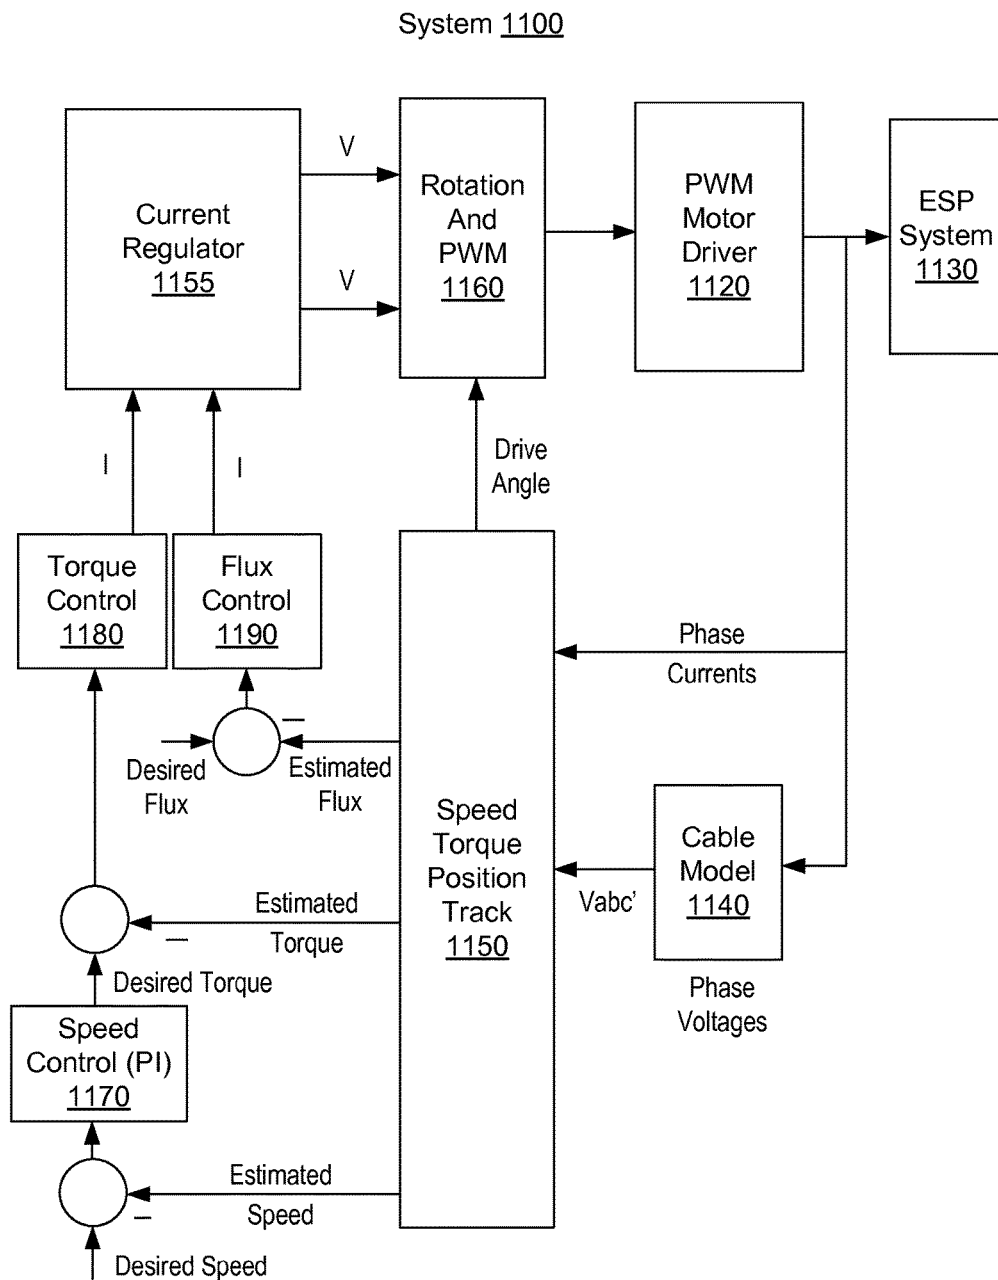 System 1100
Current
Regulator
1155
V
V
Rotation
And
PWM
1160
PWM
Motor
Driver
1120
ESP
System
1130
I
I
Drive
Angle
Torque
Control
1180
Flux
Control
1190
Phase
Currents
Desired
Flux
Estimated
Flux
Speed
Torque
Position
Track
1150
Vabc'
Cable
Model
1140
Phase
Voltages
Estimated
Torque
Desired Torque
Speed
Control (PI)
1170
Estimated
Speed
Desired Speed